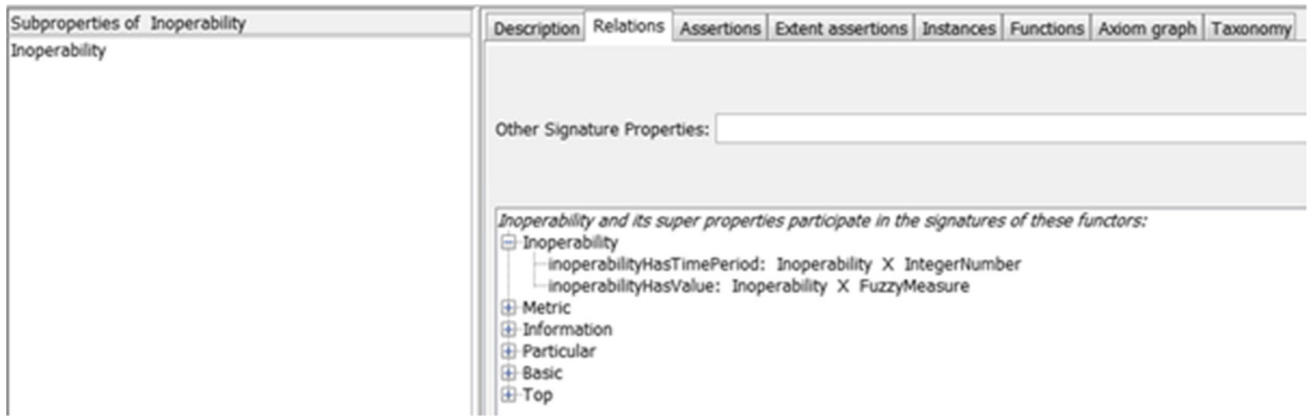 Subproperties of Inoperability
Inoperability
Description Relations Assertions Extent assertions Instances Functions Axiom graph Taxonomy
Other Signature Properties:
Inoperability and its super properties participate in the signatures of these functors:
Inoperability
inoperabilityHasTimePeriod: Inoperability X IntegerNumber
inoperabilityHasValue: Inoperability X FuzzyMeasure
Metric
Information
Particular
Basic
Top